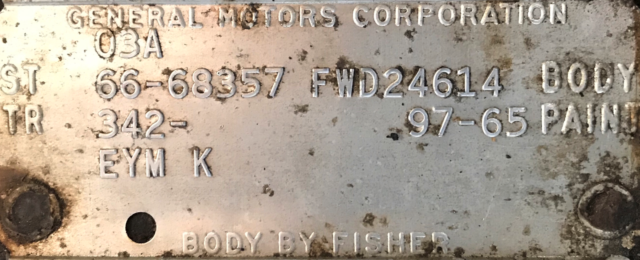 GENERAL MOTORS CORPORATION
03A
ST 66-68357 FWD24614 BODY
TR 342- 97-65 PAINT
EYM K
BODY BY FISHER